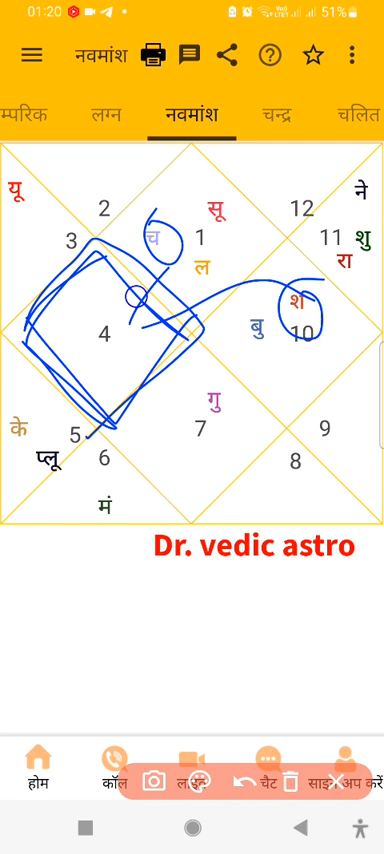 01:20 51%
नवमांश
म्परिक लग्न नवमांश चन्द्र चलित
यू 2 सू 12 ने
3 च 1 11 शु
ल रा
श
4 बु 10
गु
के 5 7 9
प्लू 6 8
मं
Dr. vedic astro
होम कॉल चैट साइन अप करें